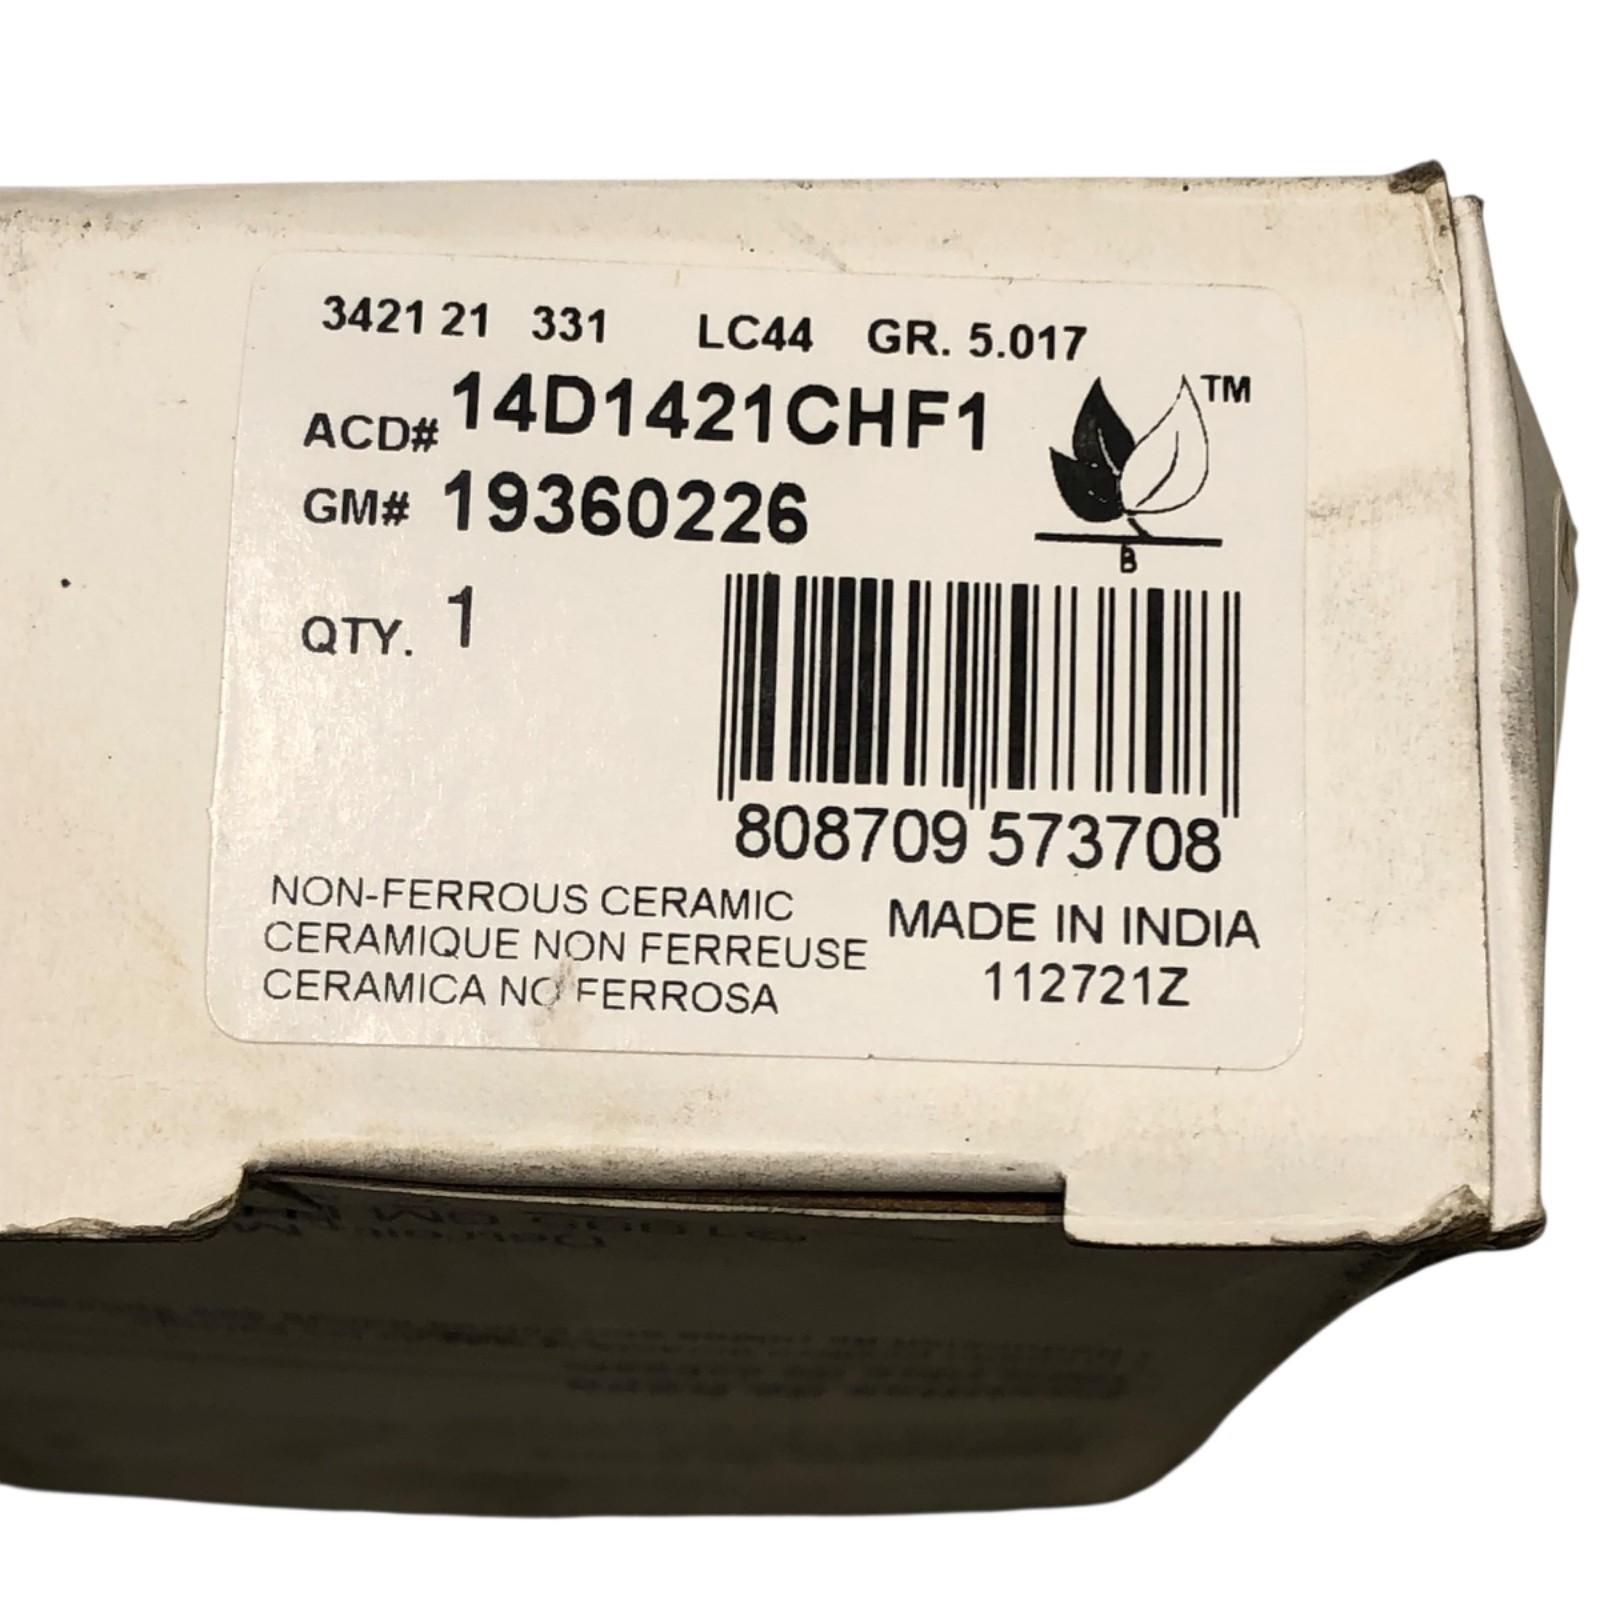 3421 21 331 LC44 GR. 5.017
ACD# 14D1421CHF1
TM
GM# 19360226
B
QTY. 1
808709 573708
NON-FERROUS CERAMIC
CERAMIQUE NON FERREUSE
CERAMICA NO FERROSA
MADE IN INDIA
112721Z